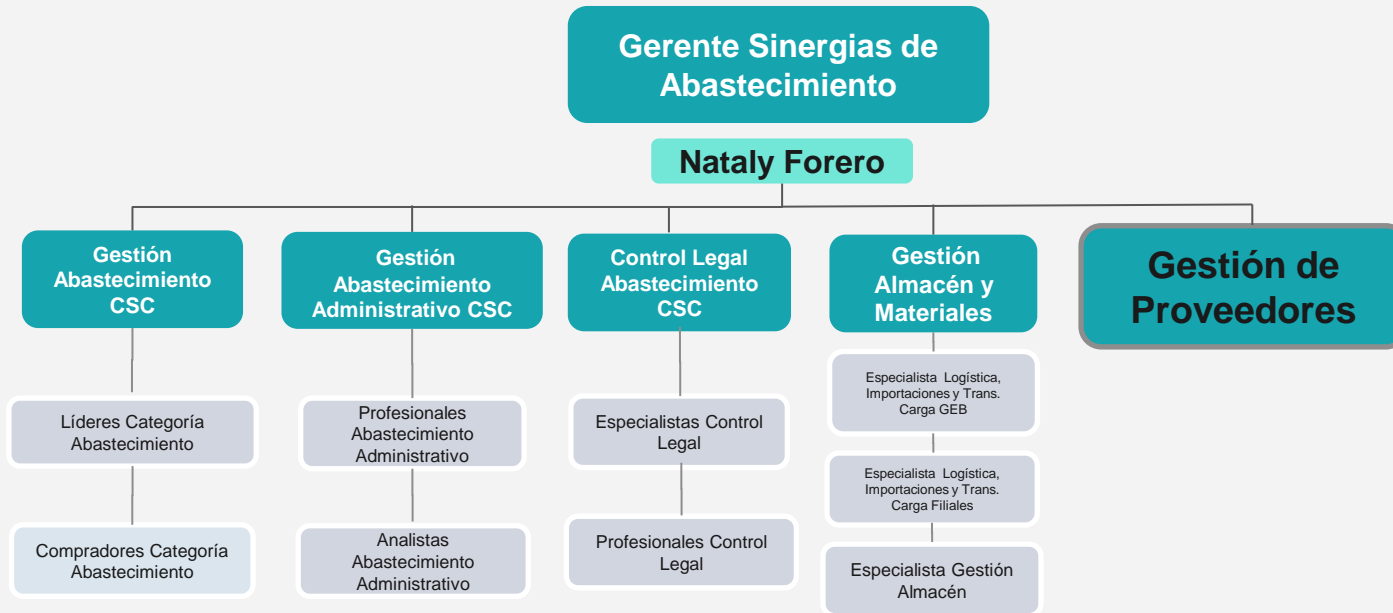 Gerente Sinergias de
Abastecimiento
Nataly Forero
Gestión
Abastecimiento
CSC
Líderes Categoría
Abastecimiento
Compradores Categoría
Abastecimiento
Gestión
Abastecimiento
Administrativo CSC
Profesionales
Abastecimiento
Administrativo
Analistas
Abastecimiento
Administrativo
Control Legal
Abastecimiento
CSC
Especialistas Control
Legal
Profesionales Control
Legal
Gestión
Almacén y
Materiales
Especialista Logística,
Importaciones y Trans.
Carga GEB
Especialista Logística,
Importaciones y Trans.
Carga Filiales
Especialista Gestión
Almacén
Gestión de
Proveedores